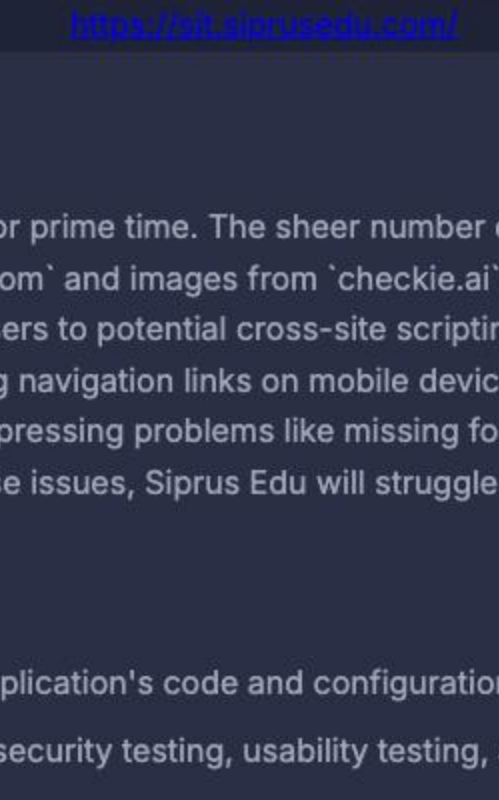 https://sit.siprusedu.com/
or prime time. The sheer number
om` and images from `checkie.ai`
ers to potential cross-site scriptin
g navigation links on mobile devic
pressing problems like missing fo
se issues, Siprus Edu will struggle
plication's code and configuration
security testing, usability testing,